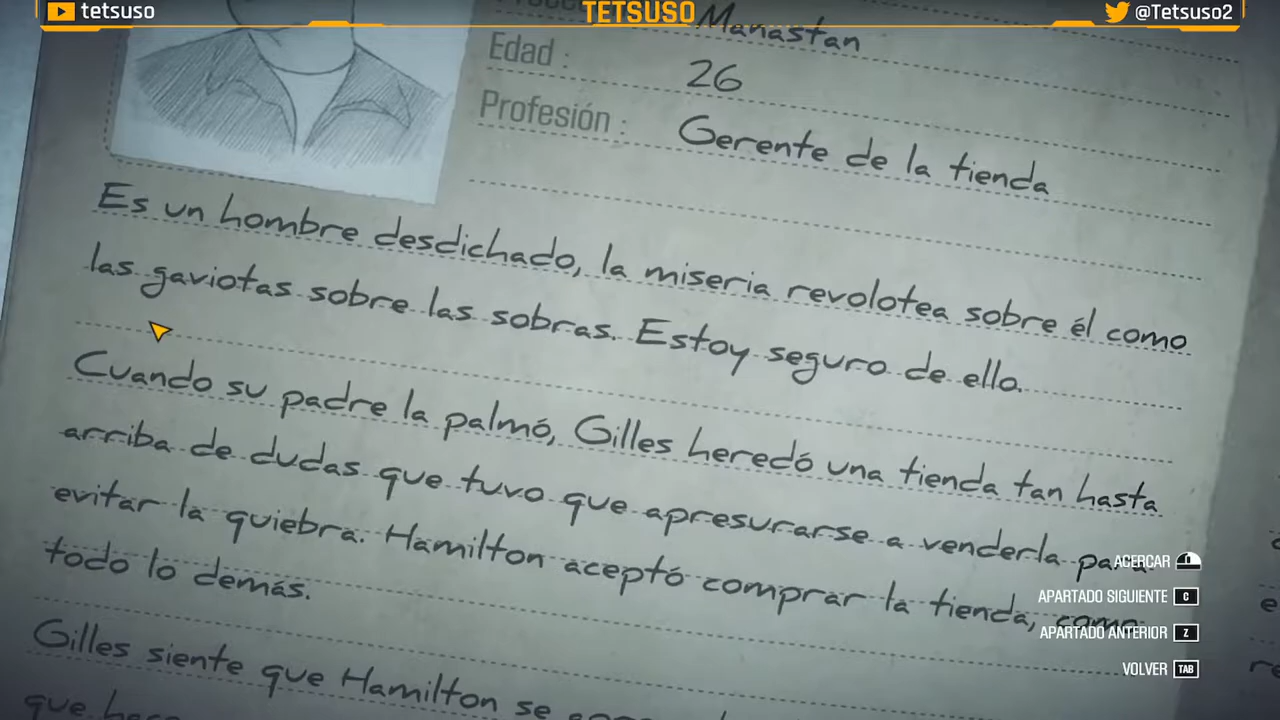 tetsuso
TETSUSO
@Tetsuso2
Manastan
Edad :
26
Profesión :
Gerente de la tienda
Es un hombre desdichado, la miseria revolotea sobre él como
las gaviotas sobre las sobras. Estoy seguro de ello.
Cuando su padre la palmó, Gilles heredó una tienda tan hasta
arriba de dudas que tuvo que apresurarse a venderla para
evitar la quiebra. Hamilton aceptó comprar la tienda, como
todo lo demás.
Gilles siente que Hamilton se
ACERCAR
APARTADO SIGUIENTE C
APARTADO ANTERIOR Z
VOLVER TAB